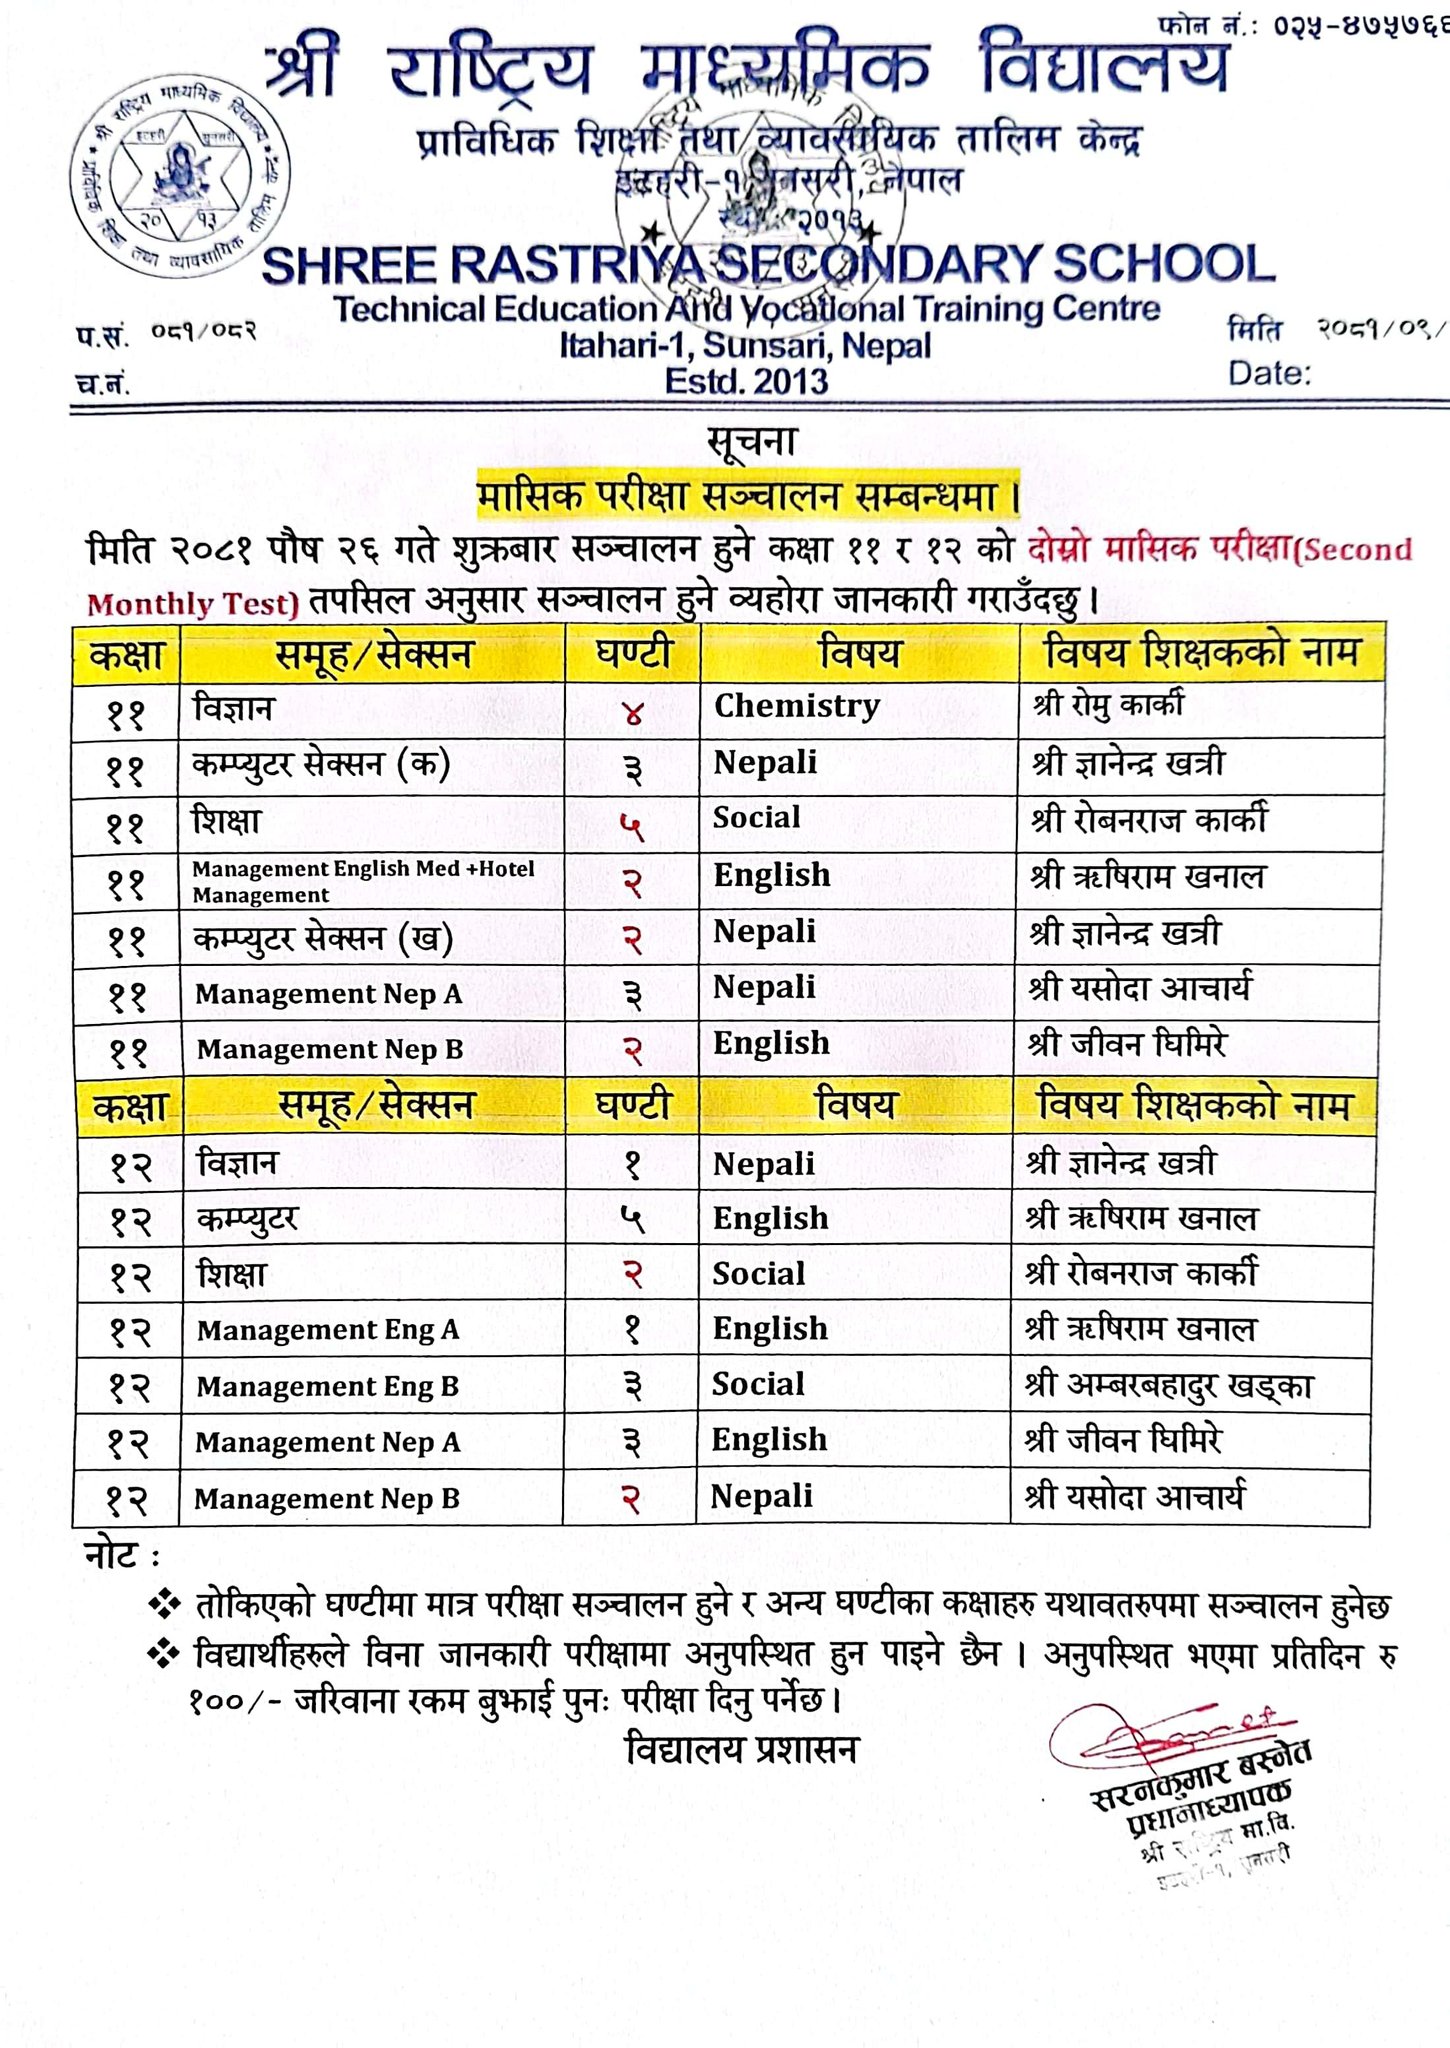 फोन नं.: ०२५-४७५७६६
श्री राष्ट्रिय माध्यमिक विद्यालय
प्राविधिक शिक्षा तथा व्यावसायिक तालिम केन्द्र
इटहरी-१ सुनसरी, नेपाल
स्था : २०१३
SHREE RASTRIYA SECONDARY SCHOOL
Technical Education And Vocational Training Centre
Itahari-1, Sunsari, Nepal
Estd. 2013
प.सं. ०८१/०८२
च.नं.
मिति २०८१/०९/
Date:
सूचना
मासिक परीक्षा सञ्चालन सम्बन्धमा ।
मिति २०८१ पौष २६ गते शुक्रबार सञ्चालन हुने कक्षा ११ र १२ को दोस्रो मासिक परीक्षा(Second
Monthly Test) तपसिल अनुसार सञ्चालन हुने व्यहोरा जानकारी गराउँदछु ।
कक्षा समूह/सेक्सन घण्टी विषय विषय शिक्षकको नाम
११ विज्ञान ४ Chemistry श्री रोमु कार्की
११ कम्प्युटर सेक्सन (क) ३ Nepali श्री ज्ञानेन्द्र खत्री
११ शिक्षा ५ Social श्री रोबनराज कार्की
११ Management English Med +Hotel Management २ English श्री ऋषिराम खनाल
११ कम्प्युटर सेक्सन (ख) २ Nepali श्री ज्ञानेन्द्र खत्री
११ Management Nep A ३ Nepali श्री यसोदा आचार्य
११ Management Nep B २ English श्री जीवन घिमिरे
कक्षा समूह/सेक्सन घण्टी विषय विषय शिक्षकको नाम
१२ विज्ञान १ Nepali श्री ज्ञानेन्द्र खत्री
१२ कम्प्युटर ५ English श्री ऋषिराम खनाल
१२ शिक्षा २ Social श्री रोबनराज कार्की
१२ Management Eng A १ English श्री ऋषिराम खनाल
१२ Management Eng B ३ Social श्री अम्बरबहादुर खड्का
१२ Management Nep A ३ English श्री जीवन घिमिरे
१२ Management Nep B २ Nepali श्री यसोदा आचार्य
नोट :
❖ तोकिएको घण्टीमा मात्र परीक्षा सञ्चालन हुने र अन्य घण्टीका कक्षाहरु यथावतरुपमा सञ्चालन हुनेछ
❖ विद्यार्थीहरुले विना जानकारी परीक्षामा अनुपस्थित हुन पाइने छैन । अनुपस्थित भएमा प्रतिदिन रु
१००/- जरिवाना रकम बुझाई पुनः परीक्षा दिनु पर्नेछ ।
विद्यालय प्रशासन
सरनकुमार बस्नेत
प्रधानाध्यापक
श्री राष्ट्रिय मा.वि.
इटहरी-१, सुनसरी